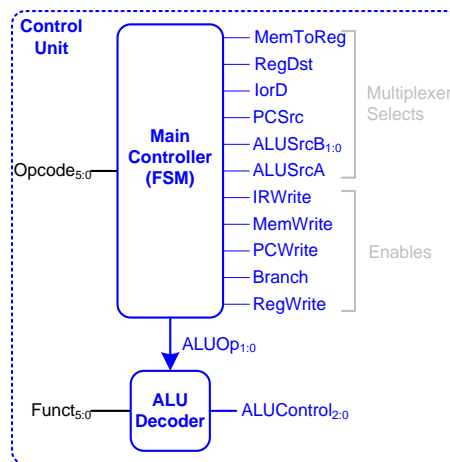 Control
Unit
MemToReg
RegDst
IorD
PCSrc
ALUSrcB1:0
ALUSrcA
Multiplexer
Selects
Main
Controller
(FSM)
Opcode5:0
IRWrite
MemWrite
PCWrite
Branch
RegWrite
Enables
ALUOp1:0
Funct5:0
ALU
Decoder
ALUControl2:0